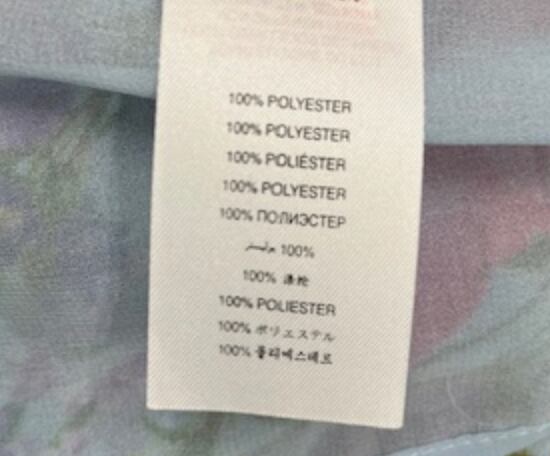 100% POLYESTER
100% POLYESTER
100% POLIÉSTER
100% POLYESTER
100% ПОЛИЭСТЕР
100% بوليستر
100% 涤纶
100% POLIESTER
100% ポリエステル
100% 폴리에스테르